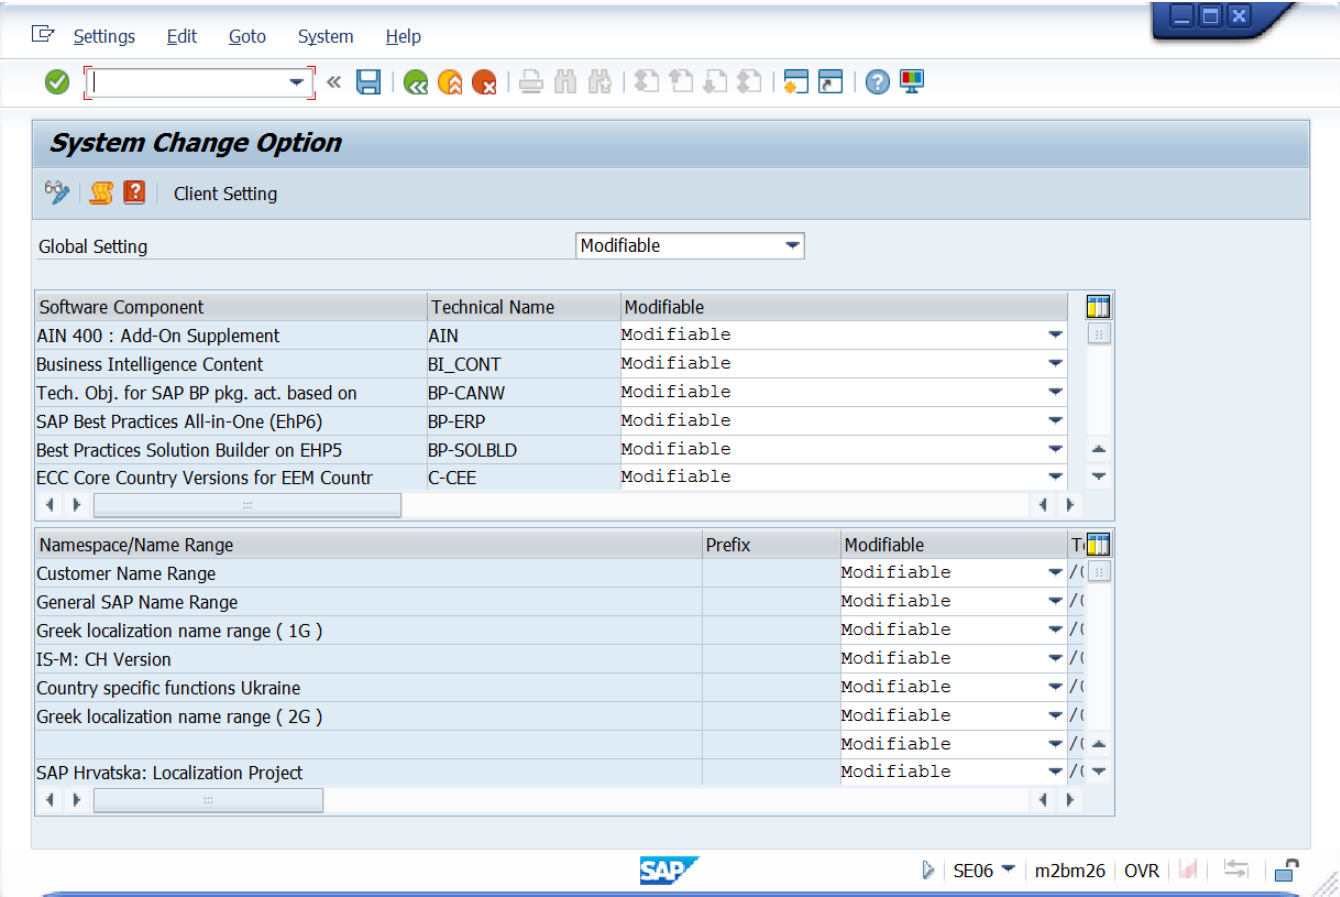 Settings Edit Goto System Help
System Change Option
Client Setting
Global Setting Modifiable
Software Component Technical Name Modifiable
AIN 400 : Add-On Supplement AIN Modifiable
Business Intelligence Content BI_CONT Modifiable
Tech. Obj. for SAP BP pkg. act. based on BP-CANW Modifiable
SAP Best Practices All-in-One (EhP6) BP-ERP Modifiable
Best Practices Solution Builder on EHP5 BP-SOLBLD Modifiable
ECC Core Country Versions for EEM Countr C-CEE Modifiable
Namespace/Name Range Prefix Modifiable
Customer Name Range Modifiable
General SAP Name Range Modifiable
Greek localization name range ( 1G ) Modifiable
IS-M: CH Version Modifiable
Country specific functions Ukraine Modifiable
Greek localization name range ( 2G ) Modifiable
Modifiable
SAP Hrvatska: Localization Project Modifiable
SAP SE06 m2bm26 OVR